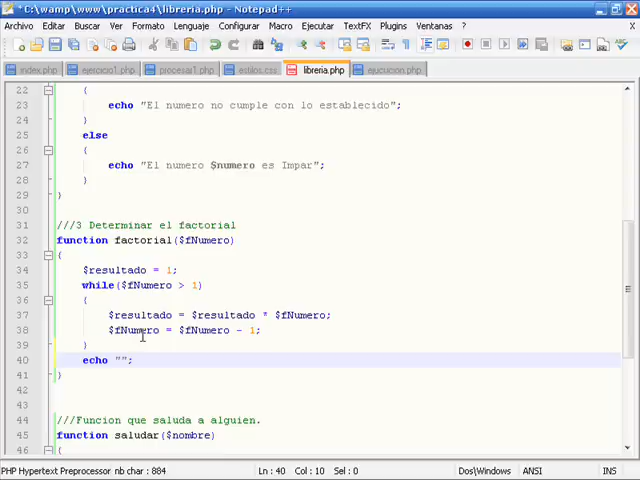 *C:\wamp\www\practica4\libreria.php - Notepad++
Archivo Editar Buscar Ver Formato Lenguaje Configurar Macro Ejecutar TextFX Plugins Ventanas ?
index.php ejercicio1.php procesar1.php estilos.css libreria.php ejecucion.php
22 {
23 echo "El numero no cumple con lo establecido";
24 }
25 else
26 {
27 echo "El numero $numero es Impar";
28 }
29 }
30
31 ///3 Determinar el factorial
32 function factorial($fNumero)
33 {
34 $resultado = 1;
35 while($fNumero > 1)
36 {
37 $resultado = $resultado * $fNumero;
38 $fNumero = $fNumero - 1;
39 }
40 echo "";
41 }
42
43
44 ///Funcion que saluda a alguien.
45 function saludar($nombre)
46 {
PHP Hypertext Preprocessor nb char : 884 Ln : 40 Col : 10 Sel : 0 Dos\Windows ANSI INS